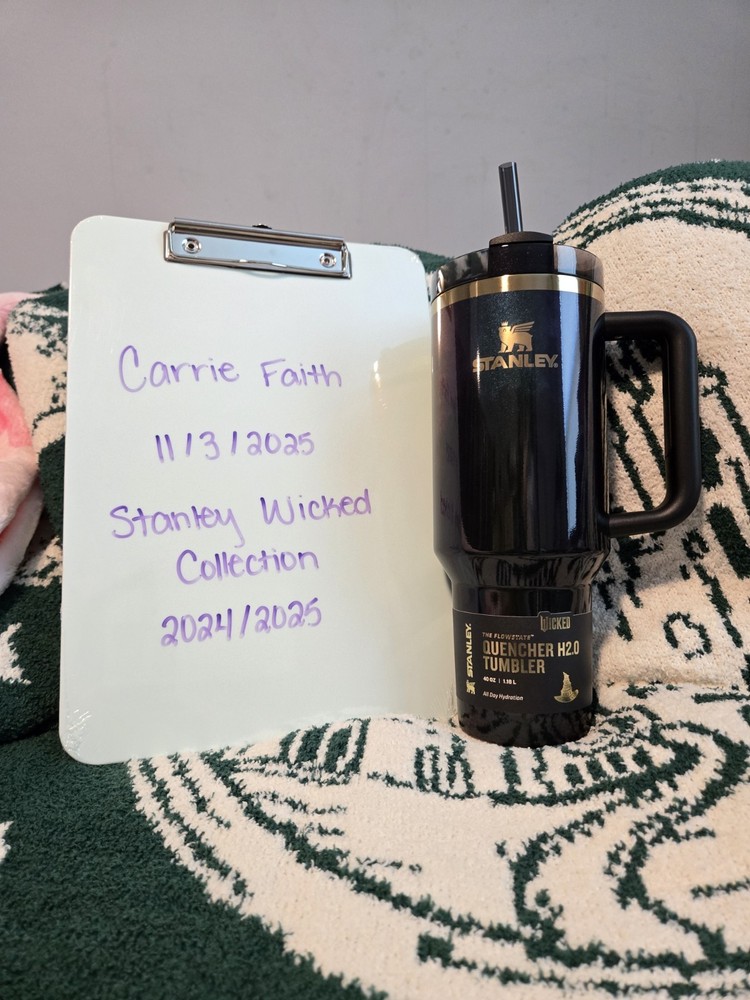 Carrie Faith
11/3/2025
Stanley Wicked
Collection
2024/2025
STANLEY.
STANLEY.
WICKED
THE FLOWSTATE™
QUENCHER H2.0
TUMBLER
40 OZ | 1.18 L
All Day Hydration